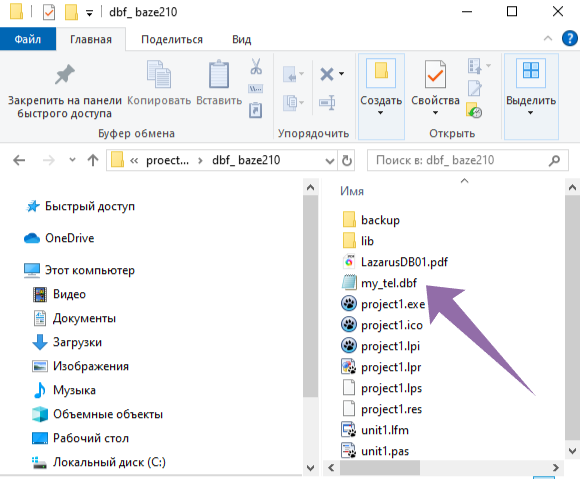 dbf_ baze210
Файл Главная Поделиться Вид
Закрепить на панели
быстрого доступа
Копировать
Вставить
Буфер обмена
Упорядочить
Создать
Свойства
Открыть
Выделить
« proect... › dbf_ baze210
Поиск в: dbf_ baze210
Быстрый доступ
OneDrive
Этот компьютер
Видео
Документы
Загрузки
Изображения
Музыка
Объемные объекты
Рабочий стол
Локальный диск (C:)
Имя
backup
lib
LazarusDB01.pdf
my_tel.dbf
project1.exe
project1.ico
project1.lpi
project1.lpr
project1.lps
project1.res
unit1.lfm
unit1.pas